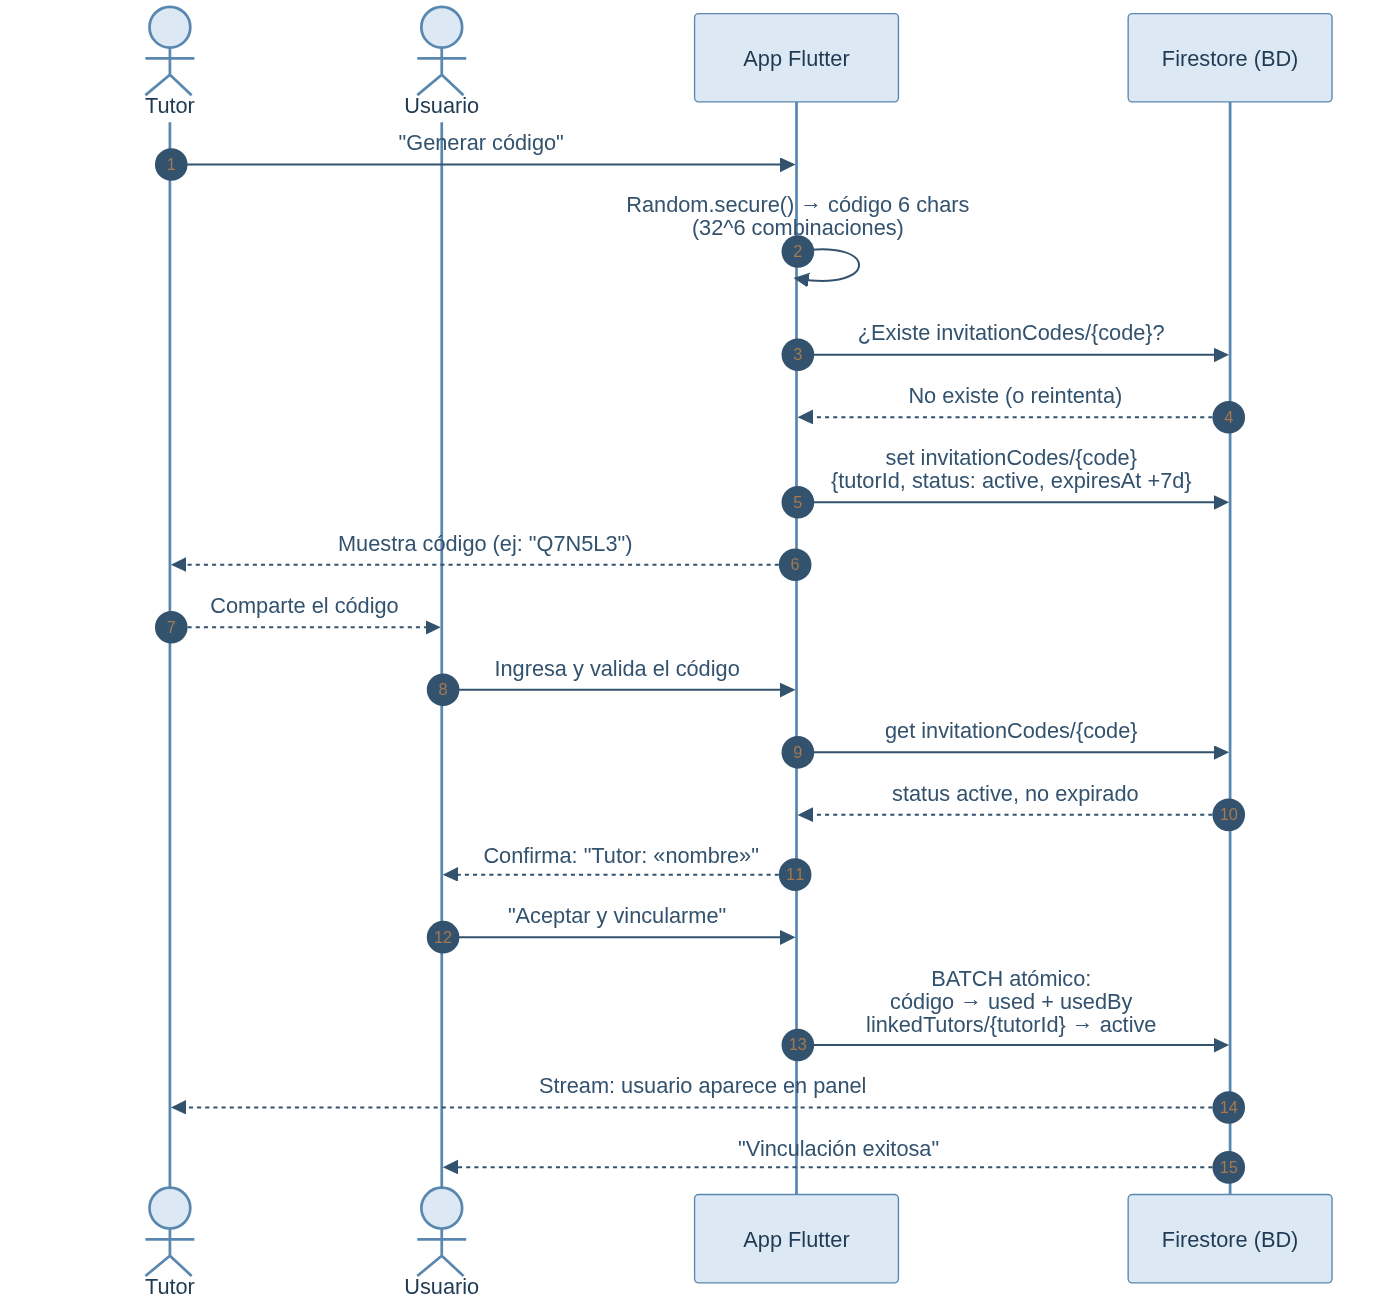 Tutor
Usuario
App Flutter
Firestore (BD)
"Generar código"
1
Random.secure() → código 6 chars
(32^6 combinaciones)
2
¿Existe invitationCodes/{code}?
3
No existe (o reintenta)
4
set invitationCodes/{code}
{tutorId, status: active, expiresAt +7d}
5
Muestra código (ej: "Q7N5L3")
6
Comparte el código
7
Ingresa y valida el código
8
get invitationCodes/{code}
9
status active, no expirado
10
Confirma: "Tutor: «nombre»"
11
"Aceptar y vincularme"
12
BATCH atómico:
código → used + usedBy
linkedTutors/{tutorId} → active
13
Stream: usuario aparece en panel
14
"Vinculación exitosa"
15
Tutor
Usuario
App Flutter
Firestore (BD)